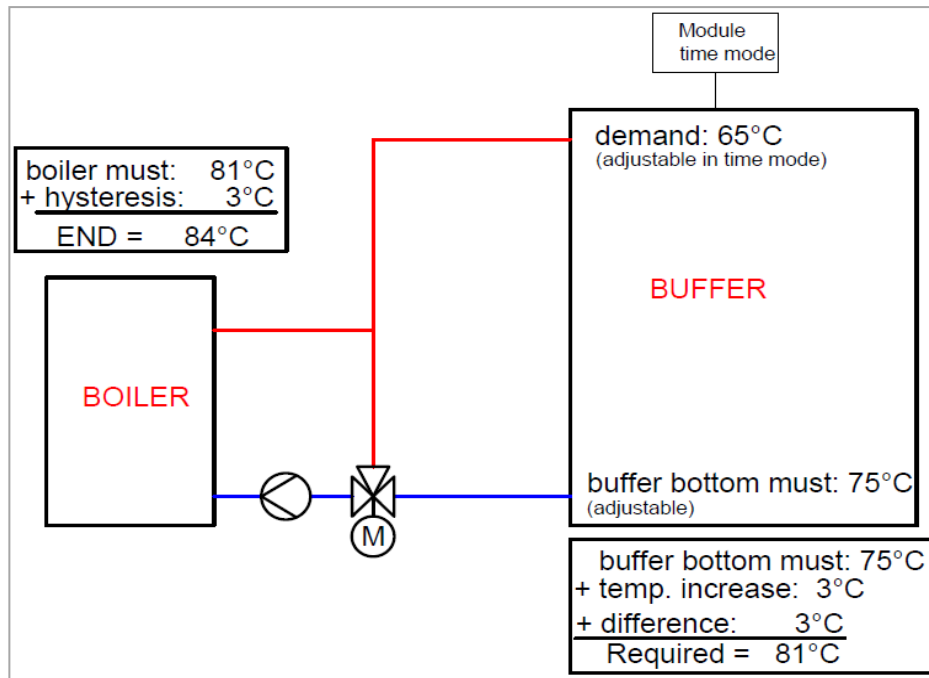 Module
time mode
demand: 65°C
(adjustable in time mode)
boiler must: 81°C
+ hysteresis: 3°C
END = 84°C
BUFFER
BOILER
buffer bottom must: 75°C
(adjustable)
M
buffer bottom must: 75°C
+ temp. increase: 3°C
+ difference: 3°C
Required = 81°C